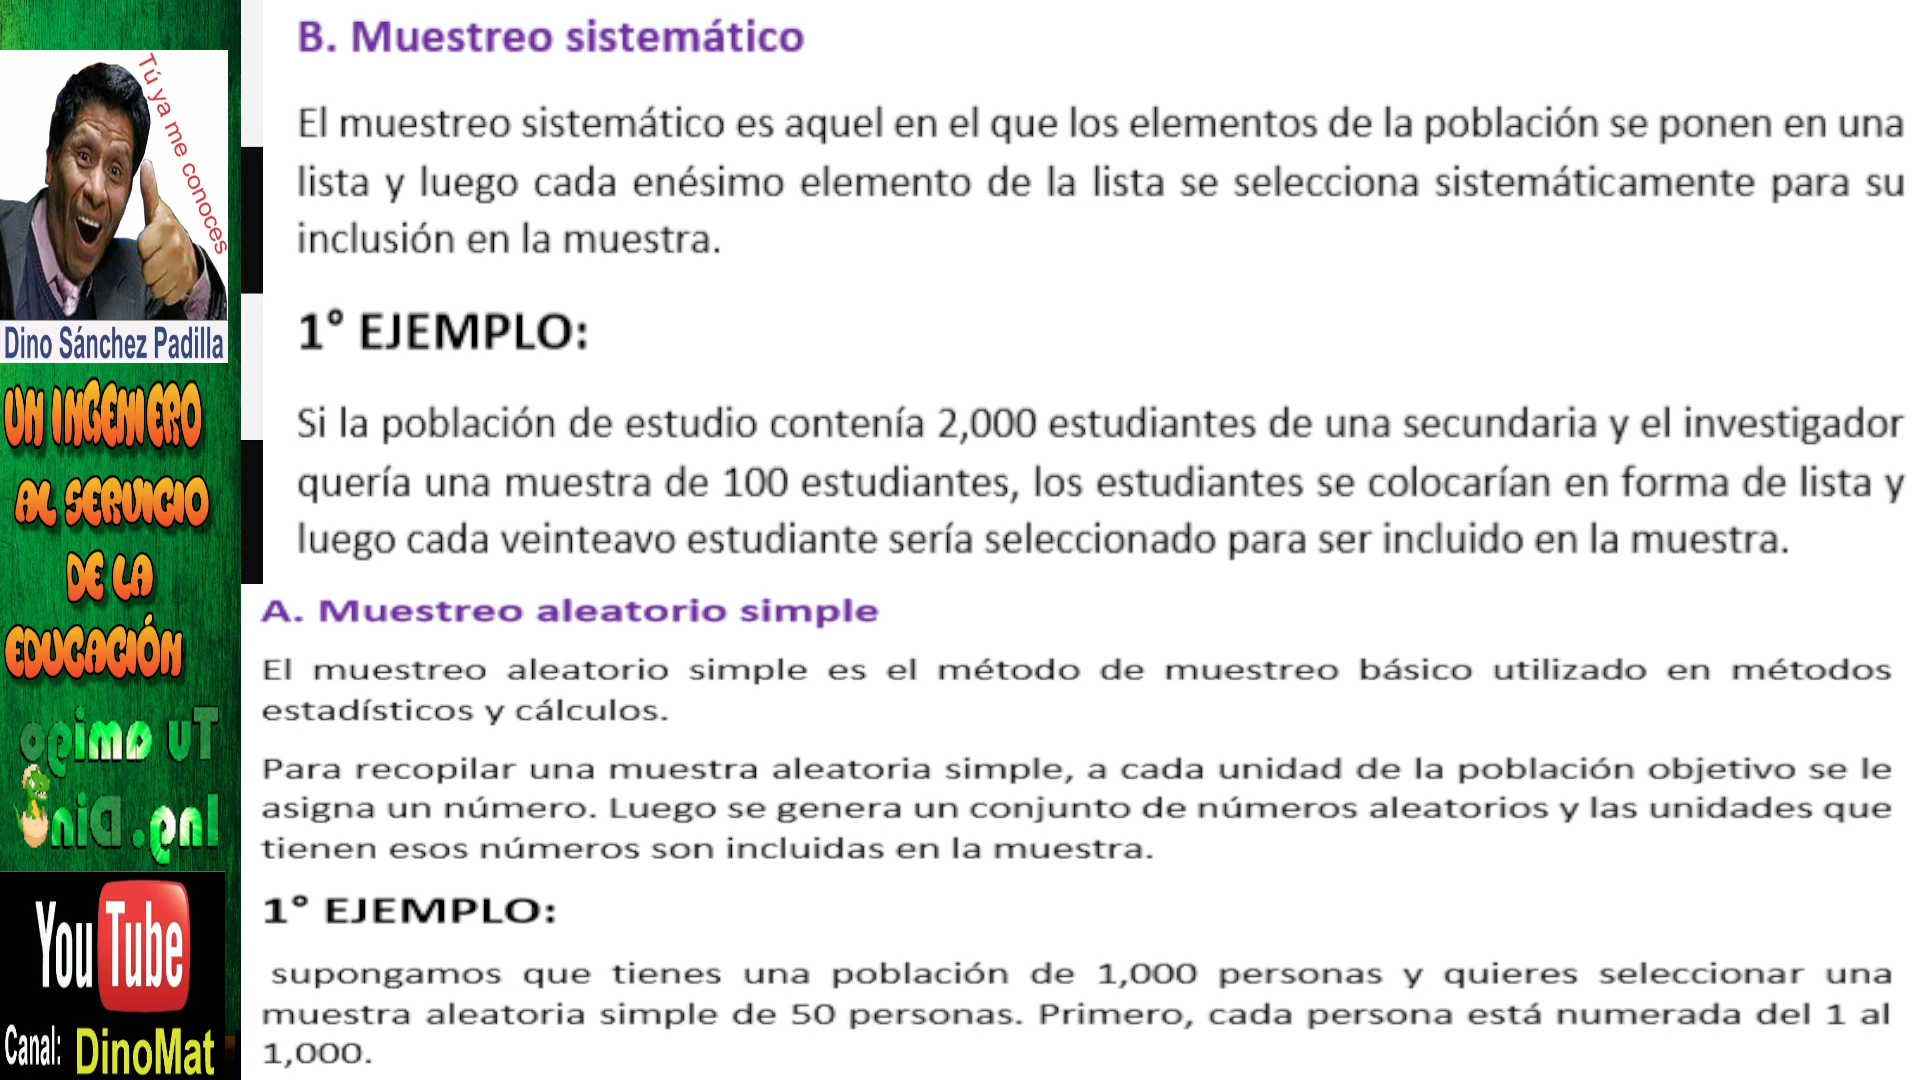 Tú ya me conoces
Dino Sánchez Padilla
UN INGENIERO
AL SERVICIO
DE LA
EDUCACIÓN
Tu amigo
Ing. Din
You Tube
Canal: DinoMat
B. Muestreo sistemático
El muestreo sistemático es aquel en el que los elementos de la población se ponen en una
lista y luego cada enésimo elemento de la lista se selecciona sistemáticamente para su
inclusión en la muestra.
1° EJEMPLO:
Si la población de estudio contenía 2,000 estudiantes de una secundaria y el investigador
quería una muestra de 100 estudiantes, los estudiantes se colocarían en forma de lista y
luego cada veinteavo estudiante sería seleccionado para ser incluido en la muestra.
A. Muestreo aleatorio simple
El muestreo aleatorio simple es el método de muestreo básico utilizado en métodos
estadísticos y cálculos.
Para recopilar una muestra aleatoria simple, a cada unidad de la población objetivo se le
asigna un número. Luego se genera un conjunto de números aleatorios y las unidades que
tienen esos números son incluidas en la muestra.
1° EJEMPLO:
supongamos que tienes una población de 1,000 personas y quieres seleccionar una
muestra aleatoria simple de 50 personas. Primero, cada persona está numerada del 1 al
1,000.